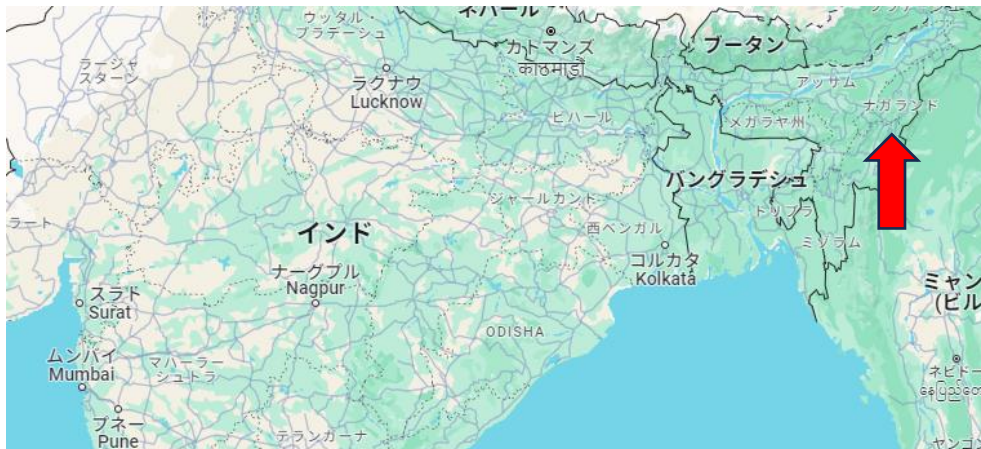 ウッタル・
プラデーシュ
ネパール
カトマンズ
काठमाडौं
ブータン
ラージャ
スターン
ラクナウ
Lucknow
アッサム
ナガランド
ビハール
メガラヤ州
バングラデシュ
ジャールカンド
トリプラ
西ベンガル
ラート
インド
ミゾラム
コルカタ
Kolkata
ナーグプル
Nagpur
ミャン
(ビル
スラト
Surat
ODISHA
ムンバイ
Mumbai
マハーラー
シュトラ
ネピドー
နေပြည်တော
プネー
Pune
テランガーナ
ヤンゴン